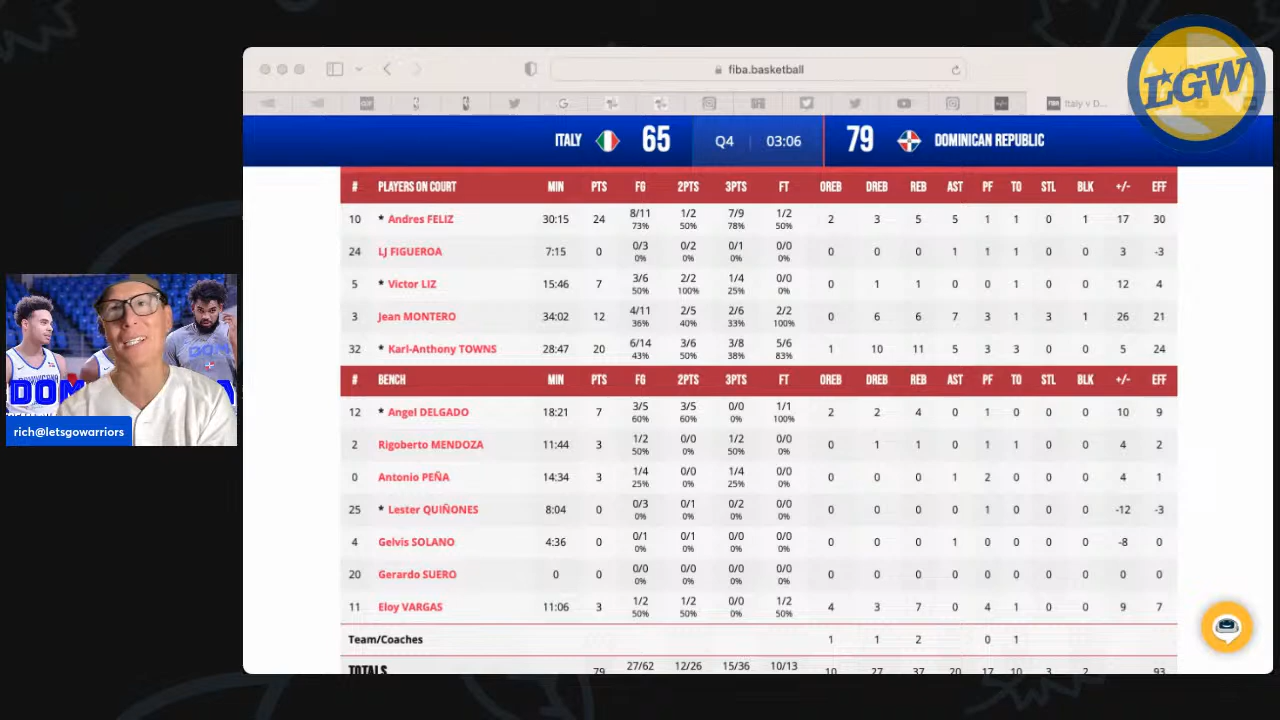 LGW
fiba.basketball
Italy v D...
ITALY 65 Q4 03:06 79 DOMINICAN REPUBLIC
# PLAYERS ON COURT MIN PTS FG 2PTS 3PTS FT OREB DREB REB AST PF TO STL BLK +/- EFF
10 * Andres FELIZ 30:15 24 8/11 1/2 7/9 1/2 2 3 5 5 1 1 0 1 17 30
73% 50% 78% 50%
24 LJ FIGUEROA 7:15 0 0/3 0/2 0/1 0/0 0 0 0 1 1 1 0 0 3 -3
0% 0% 0% 0%
5 * Victor LIZ 15:46 7 3/6 2/2 1/4 0/0 0 1 1 0 0 1 0 0 12 4
50% 100% 25% 0%
3 Jean MONTERO 34:02 12 4/11 2/5 2/6 2/2 0 6 6 7 3 1 3 1 26 21
36% 40% 33% 100%
32 * Karl-Anthony TOWNS 28:47 20 6/14 3/6 3/8 5/6 1 10 11 5 3 3 0 0 5 24
43% 50% 38% 83%
# BENCH MIN PTS FG 2PTS 3PTS FT OREB DREB REB AST PF TO STL BLK +/- EFF
12 * Angel DELGADO 18:21 7 3/5 3/5 0/0 1/1 2 2 4 0 1 0 0 0 10 9
60% 60% 0% 100%
2 Rigoberto MENDOZA 11:44 3 1/2 0/0 1/2 0/0 0 1 1 0 1 1 0 0 4 2
50% 0% 50% 0%
0 Antonio PEÑA 14:34 3 1/4 0/0 1/4 0/0 0 0 0 1 2 0 0 0 4 1
25% 0% 25% 0%
25 * Lester QUIÑONES 8:04 0 0/3 0/1 0/2 0/0 0 0 0 0 1 0 0 0 -12 -3
0% 0% 0% 0%
4 Gelvis SOLANO 4:36 0 0/1 0/1 0/0 0/0 0 0 0 1 0 0 0 0 -8 0
0% 0% 0% 0%
20 Gerardo SUERO 0 0 0/0 0/0 0/0 0/0 0 0 0 0 0 0 0 0 0 0
0% 0% 0% 0%
11 Eloy VARGAS 11:06 3 1/2 1/2 0/0 1/2 4 3 7 0 4 1 0 0 9 7
50% 50% 0% 50%
Team/Coaches 1 1 2 0 1
TOTALS 79 27/62 12/26 15/36 10/13 10 27 37 20 17 10 3 2 93
DOM
rich@letsgowarriors